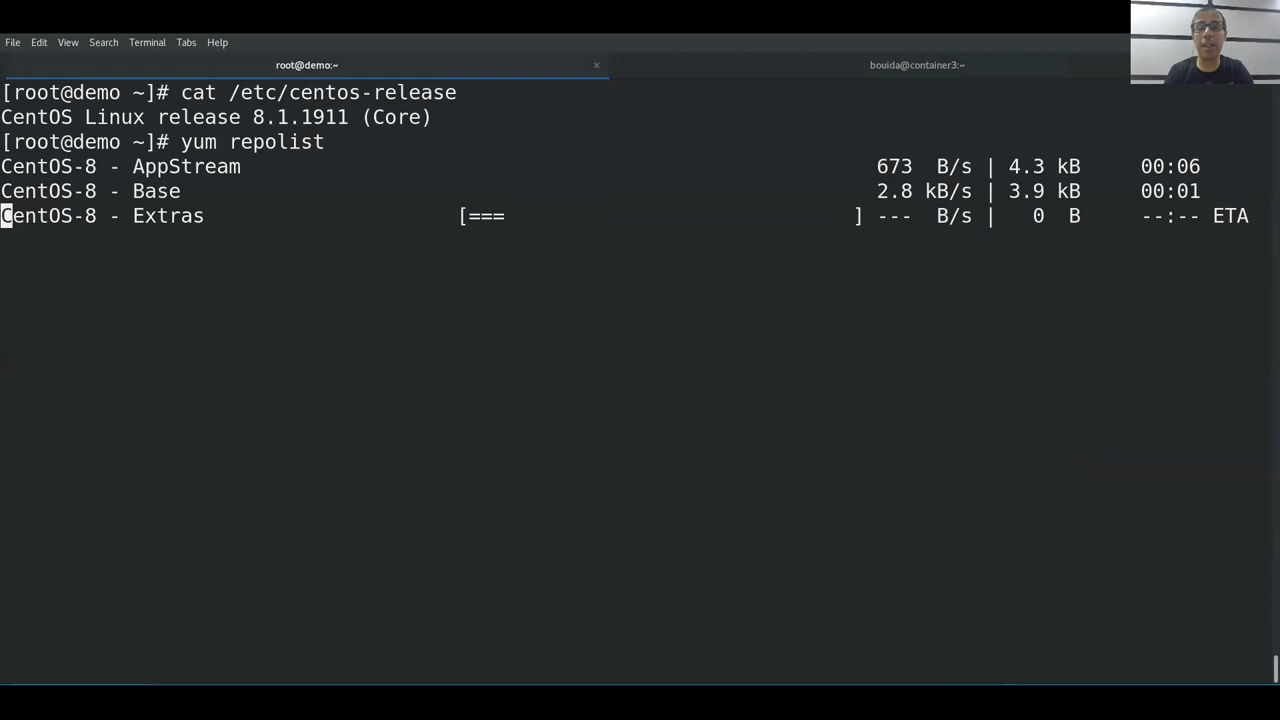 File Edit View Search Terminal Tabs Help
root@demo:~ × bouida@container3:~
[root@demo ~]# cat /etc/centos-release
CentOS Linux release 8.1.1911 (Core)
[root@demo ~]# yum repolist
CentOS-8 - AppStream 673 B/s | 4.3 kB 00:06
CentOS-8 - Base 2.8 kB/s | 3.9 kB 00:01
CentOS-8 - Extras [=== ] --- B/s | 0 B --:-- ETA